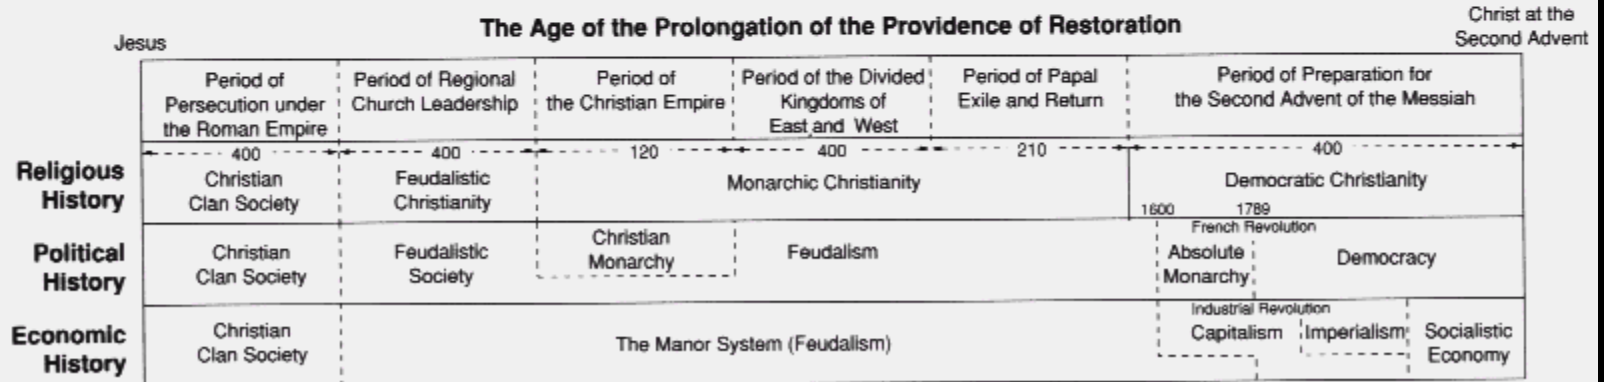 The Age of the Prolongation of the Providence of Restoration
Jesus
Christ at the
Second Advent
Period of
Persecution under
the Roman Empire
Period of Regional
Church Leadership
Period of
the Christian Empire
Period of the Divided
Kingdoms of
East and West
Period of Papal
Exile and Return
Period of Preparation for
the Second Advent of the Messiah
400
400
120
400
210
400
Religious
History
Christian
Clan Society
Feudalistic
Christianity
Monarchic Christianity
Democratic Christianity
1600
1789
French Revolution
Political
History
Christian
Clan Society
Feudalistic
Society
Christian
Monarchy
Feudalism
Absolute
Monarchy
Democracy
Industrial Revolution
Economic
History
Christian
Clan Society
The Manor System (Feudalism)
Capitalism
Imperialism
Socialistic
Economy